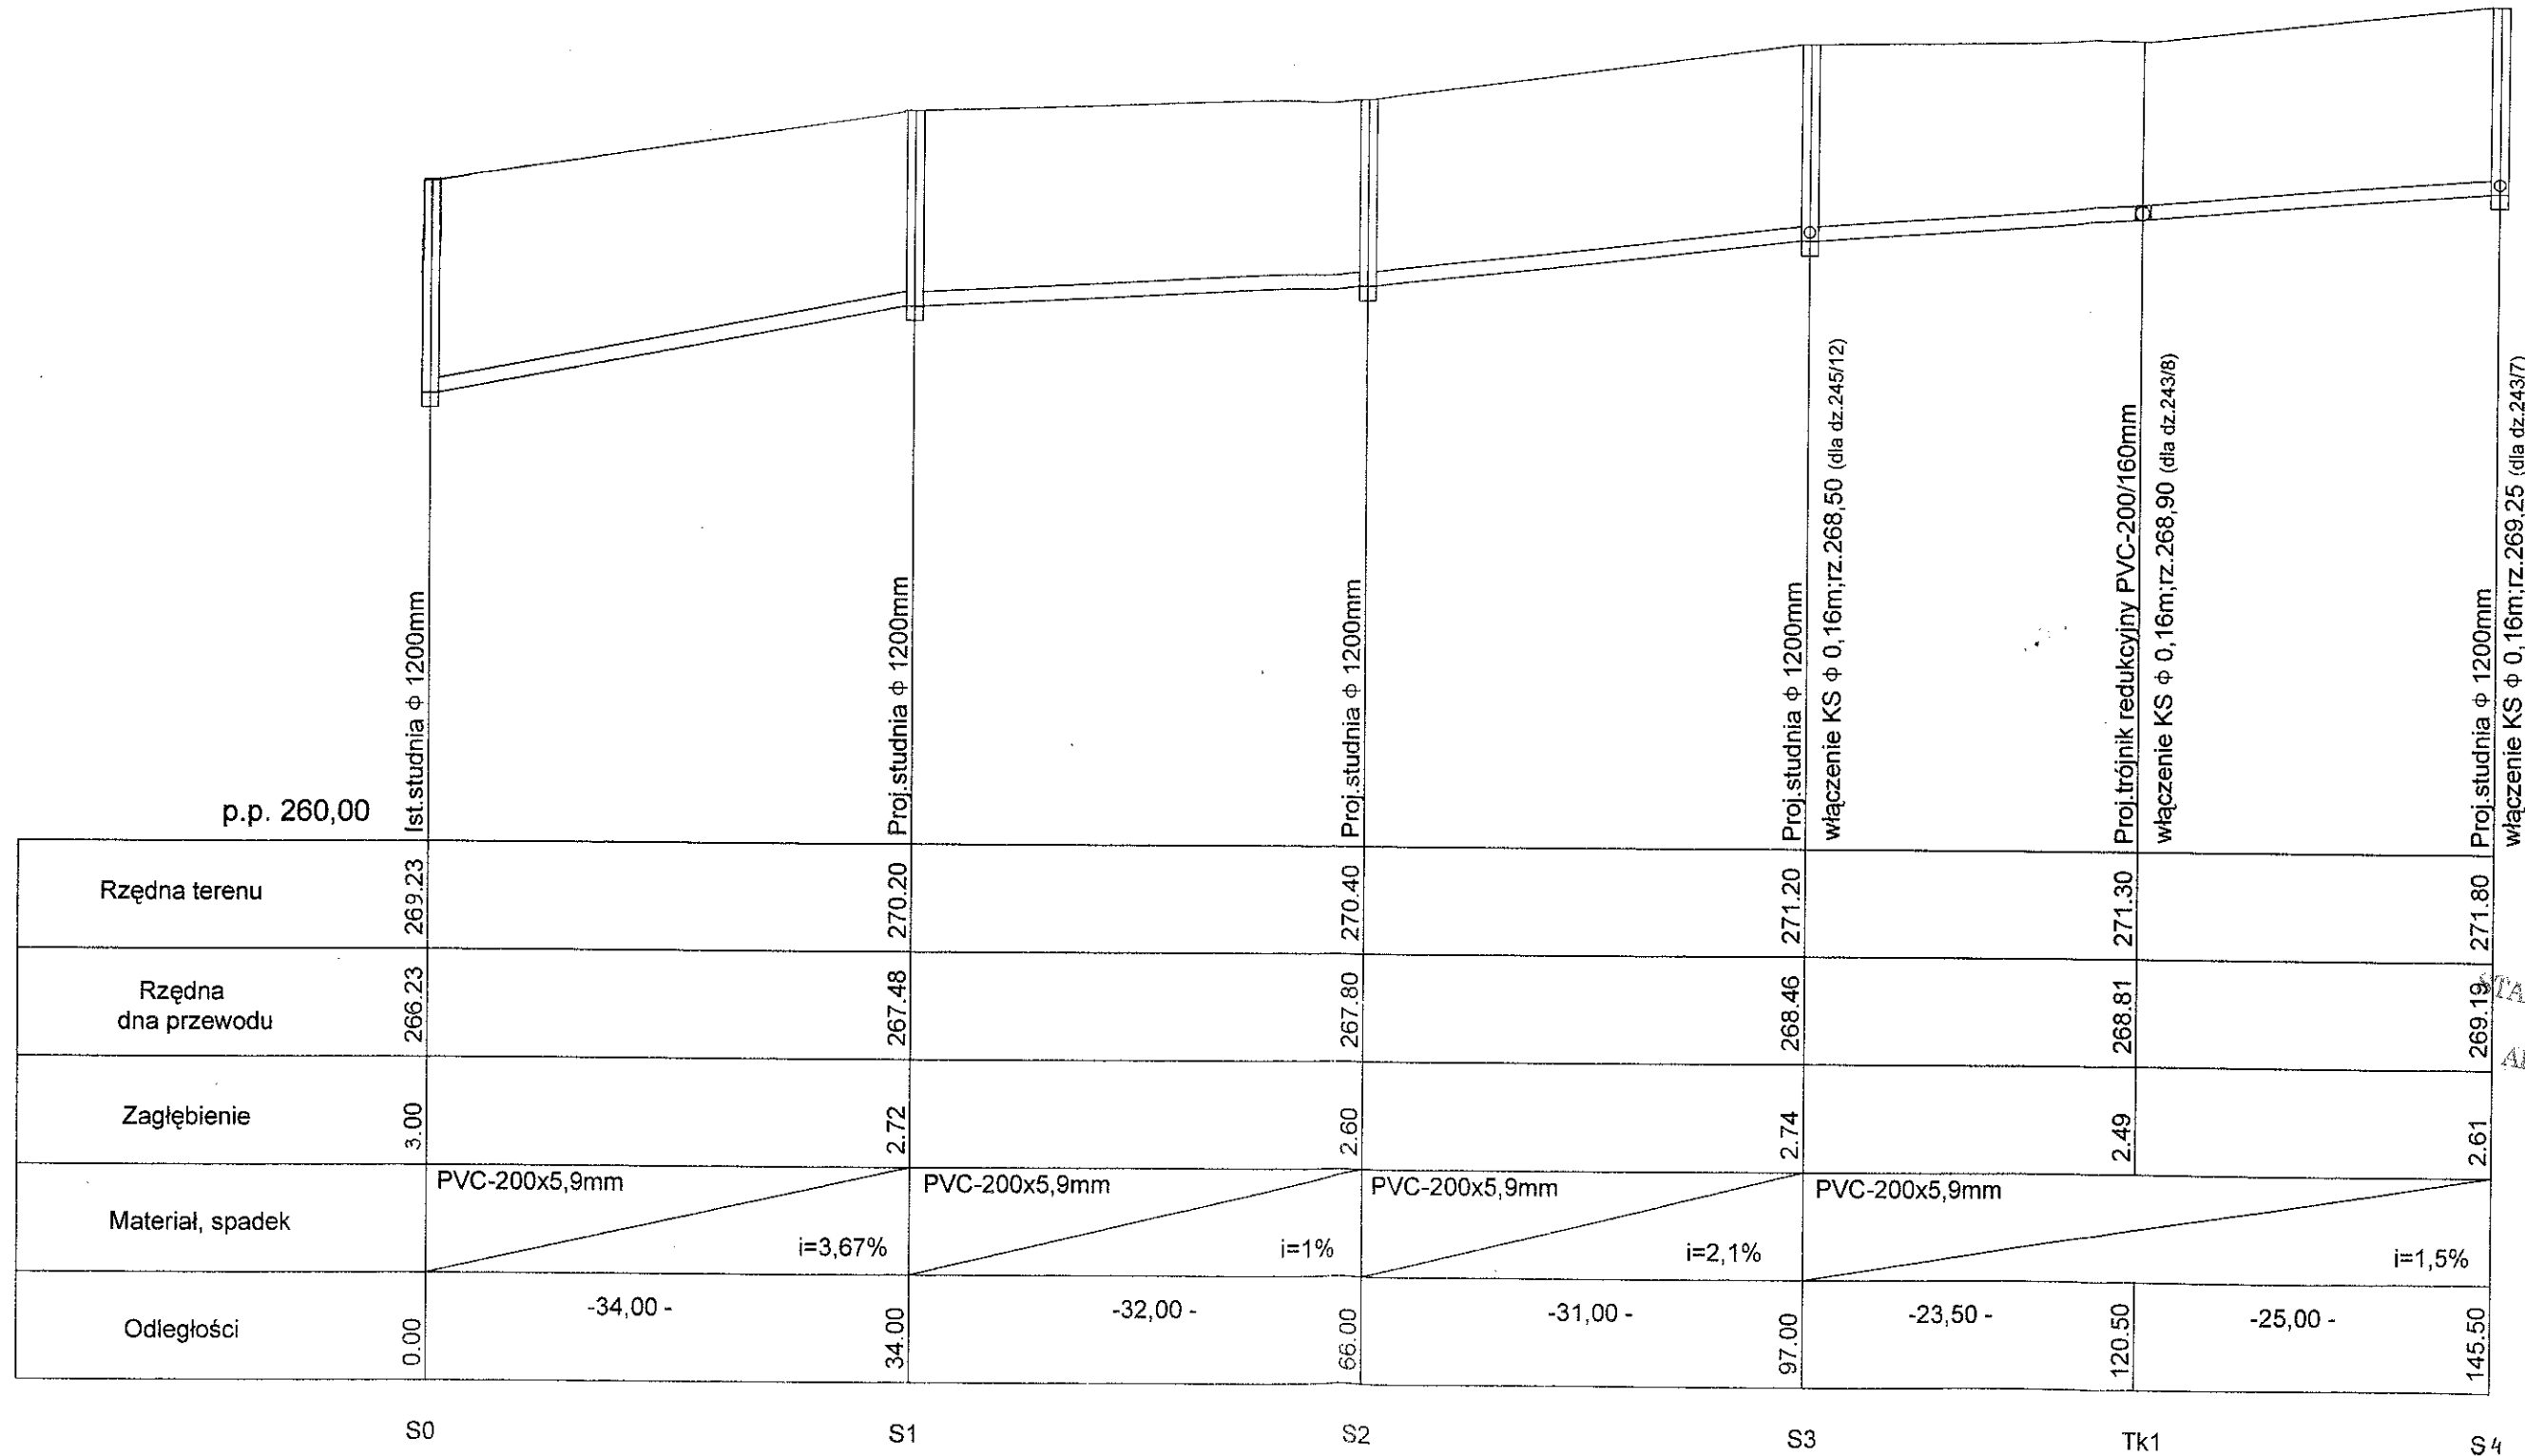 Ist.studnia ϕ 1200mm
Proj.studnia ϕ 1200mm
Proj.studnia ϕ 1200mm
Proj.studnia ϕ 1200mm
włączenie KS ϕ 0,16m;rz.268,50 (dla dz.245/12)
Proj.trójnik redukcyjny PVC-200/160mm
włączenie KS ϕ 0,16m;rz.268,90 (dla dz.243/8)
Proj.studnia ϕ 1200mm
włączenie KS ϕ 0,16m;rz.269,25 (dla dz.243/7)
p.p. 260,00
Rzędna terenu 269.23 270.20 270.40 271.20 271.30 271.80
Rzędna
dna przewodu 266.23 267.48 267.80 268.46 268.81 269.19
Zagłębienie 3.00 2.72 2.60 2.74 2.49 2.61
Materiał, spadek
PVC-200x5,9mm i=3,67%
PVC-200x5,9mm i=1%
PVC-200x5,9mm i=2,1%
PVC-200x5,9mm i=1,5%
Odległości
-34,00 - -32,00 - -31,00 - -23,50 - -25,00 -
0.00 34.00 66.00 97.00 120.50 145.50
S0 S1 S2 S3 Tk1 S4